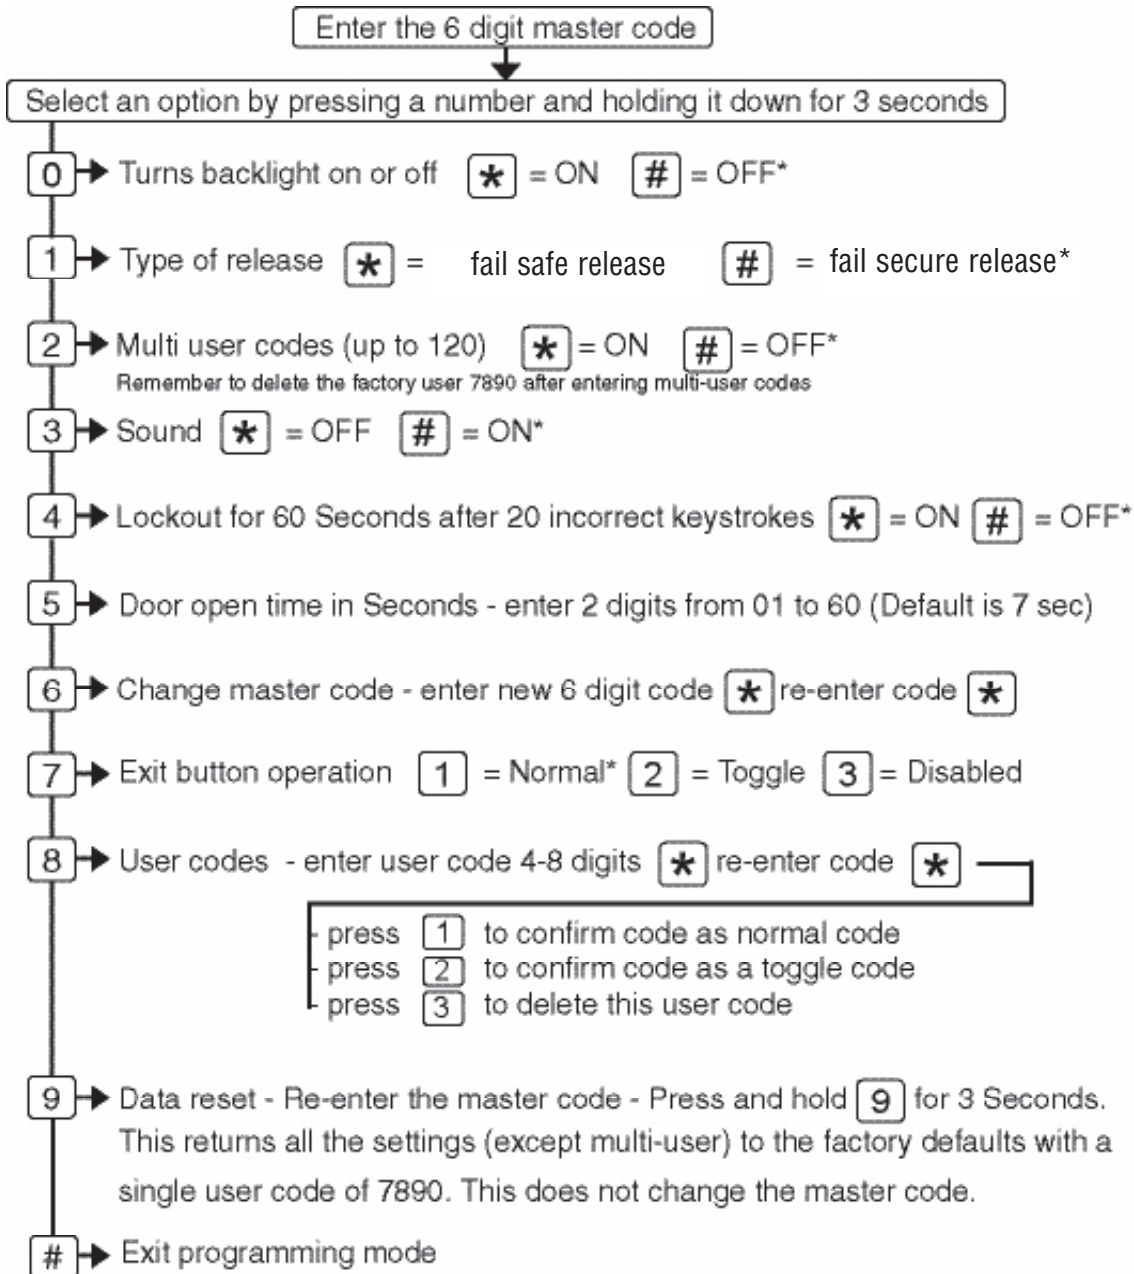 Enter the 6 digit master code
Select an option by pressing a number and holding it down for 3 seconds
0 Turns backlight on or off * = ON # = OFF*
1 Type of release * = fail safe release # = fail secure release*
2 Multi user codes (up to 120) * = ON # = OFF*
Remember to delete the factory user 7890 after entering multi-user codes
3 Sound * = OFF # = ON*
4 Lockout for 60 Seconds after 20 incorrect keystrokes * = ON # = OFF*
5 Door open time in Seconds - enter 2 digits from 01 to 60 (Default is 7 sec)
6 Change master code - enter new 6 digit code * re-enter code *
7 Exit button operation 1 = Normal* 2 = Toggle 3 = Disabled
8 User codes - enter user code 4-8 digits * re-enter code *
press 1 to confirm code as normal code
press 2 to confirm code as a toggle code
press 3 to delete this user code
9 Data reset - Re-enter the master code - Press and hold 9 for 3 Seconds.
This returns all the settings (except multi-user) to the factory defaults with a
single user code of 7890. This does not change the master code.
# Exit programming mode